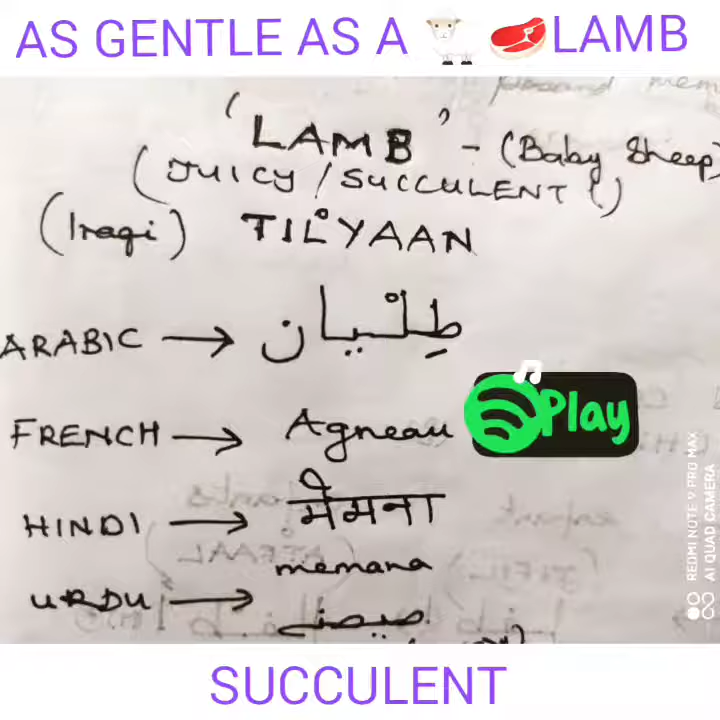 AS GENTLE AS A 🐑 🥩LAMB
'LAMB' - (Baby Sheep)
(JUICY / SUCCULENT)
(Iraqi) TILYAAN
ARABIC → طِلْيان
FRENCH → Agneau
Play
HINDI → मेमना
memana
URDU →
SUCCULENT
REDMI NOTE 9 PRO MAX
AI QUAD CAMERA